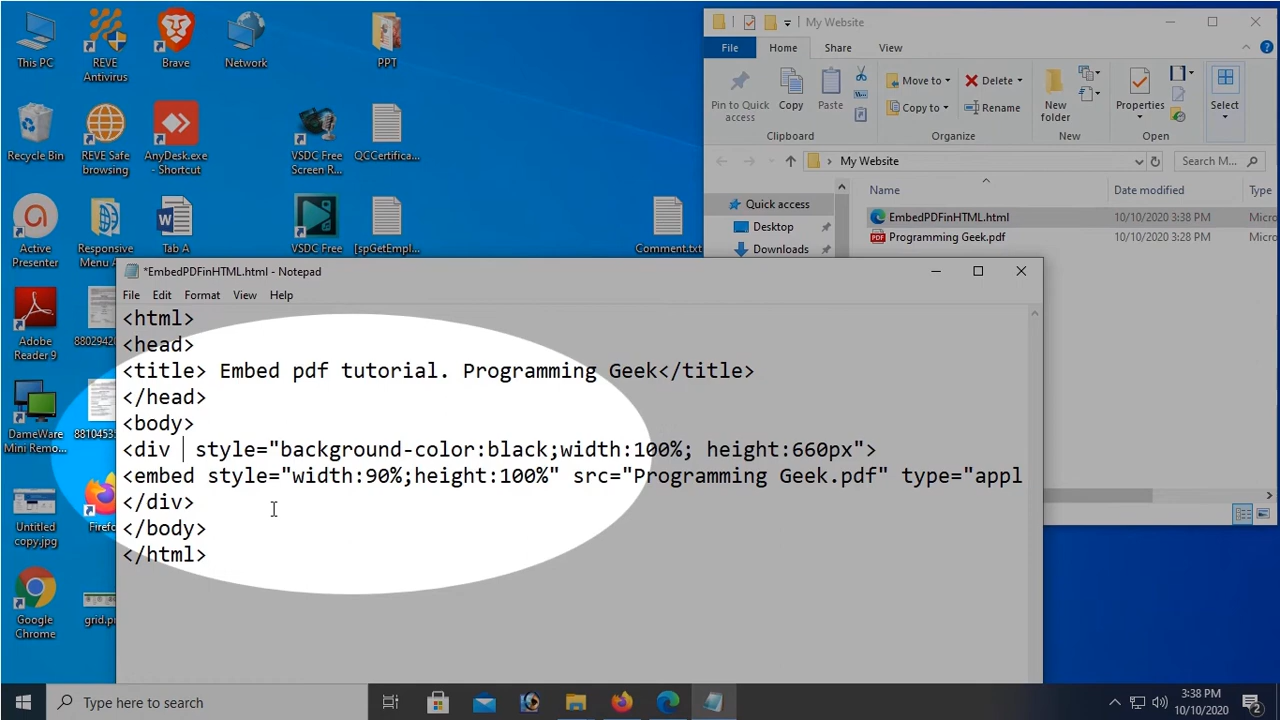 This PC
REVE
Antivirus
Brave
Network
PPT
Recycle Bin
REVE Safe
browsing
AnyDesk.exe
- Shortcut
VSDC Free
Screen R...
QCCertifica...
Active
Presenter
Responsive
Menu
Tab A
VSDC Free
[spGetEmpl...
Comment.txt
Adobe
Reader 9
8802942
DameWare
Mini Remo...
8810453
Untitled
copy.jpg
Firefo
Google
Chrome
grid.p
My Website
File
Home
Share
View
Pin to Quick
access
Copy
Paste
Move to
Copy to
Delete
Rename
New
folder
Properties
Select
Clipboard
Organize
New
Open
My Website
Search M...
Quick access
Desktop
Downloads
Name
Date modified
Type
EmbedPDFinHTML.html
10/10/2020 3:38 PM
Micro
Programming Geek.pdf
10/10/2020 3:28 PM
Micro
*EmbedPDFinHTML.html - Notepad
File Edit Format View Help
<html>
<head>
<title> Embed pdf tutorial. Programming Geek</title>
</head>
<body>
<div  style="background-color:black;width:100%; height:660px">
<embed style="width:90%;height:100%" src="Programming Geek.pdf" type="appl
</div>
</body>
</html>
Type here to search
3:38 PM
10/10/2020
2